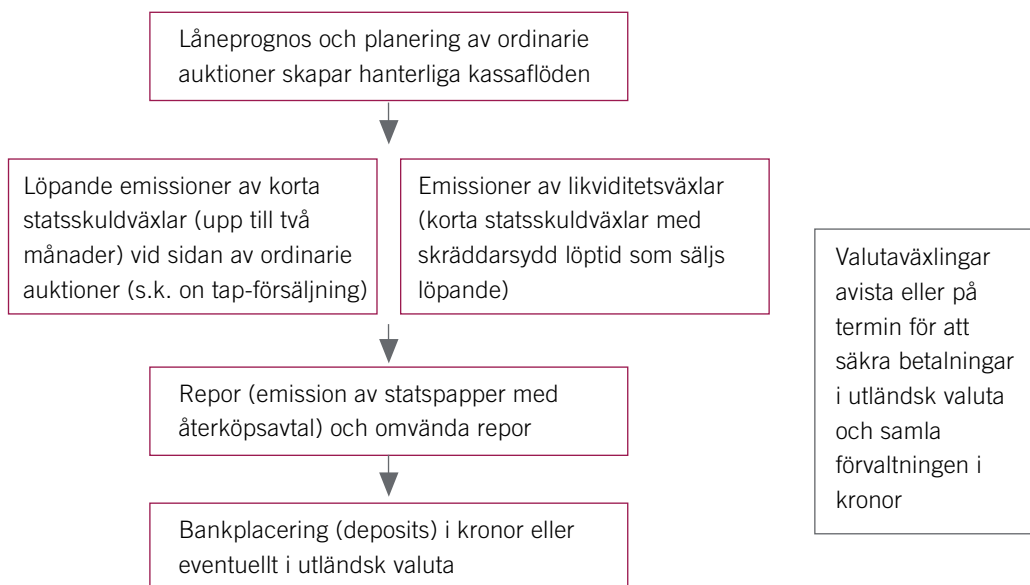 Låneprognos och planering av ordinarie
auktioner skapar hanterliga kassaflöden
Löpande emissioner av korta
statsskuldväxlar (upp till två
månader) vid sidan av ordinarie
auktioner (s.k. on tap-försäljning)
Emissioner av likviditetsväxlar
(korta statsskuldväxlar med
skräddarsydd löptid som säljs
löpande)
Valutaväxlingar
avista eller på
termin för att
säkra betalningar
i utländsk valuta
och samla
förvaltningen i
kronor
Repor (emission av statspapper med
återköpsavtal) och omvända repor
Bankplacering (deposits) i kronor eller
eventuellt i utländsk valuta